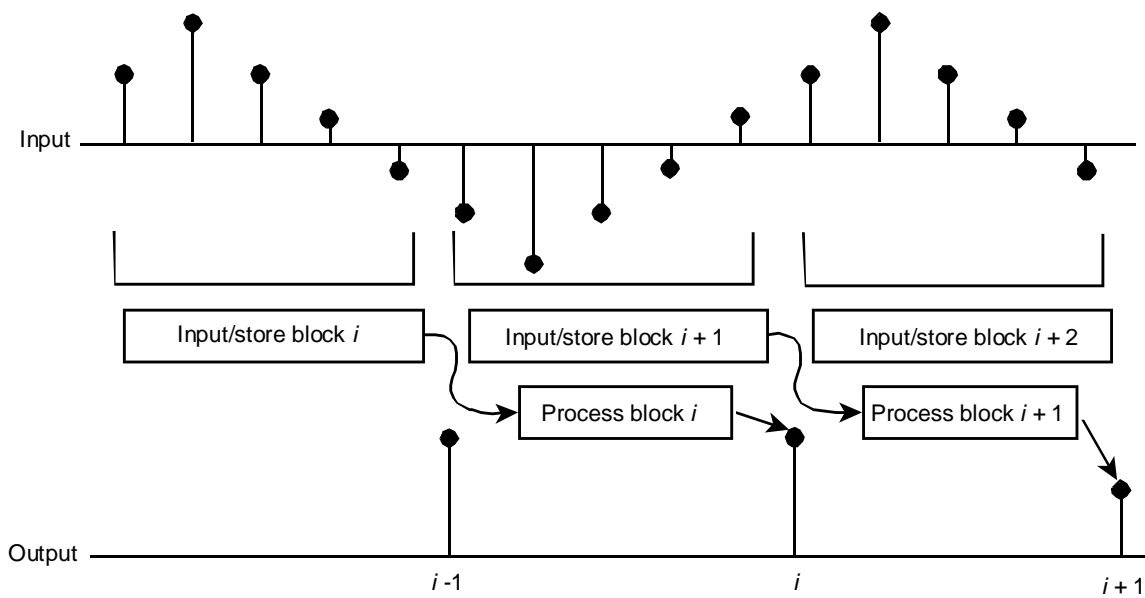 Input
Input/store block i
Input/store block i + 1
Input/store block i + 2
Process block i
Process block i + 1
Output
i -1
i
i + 1